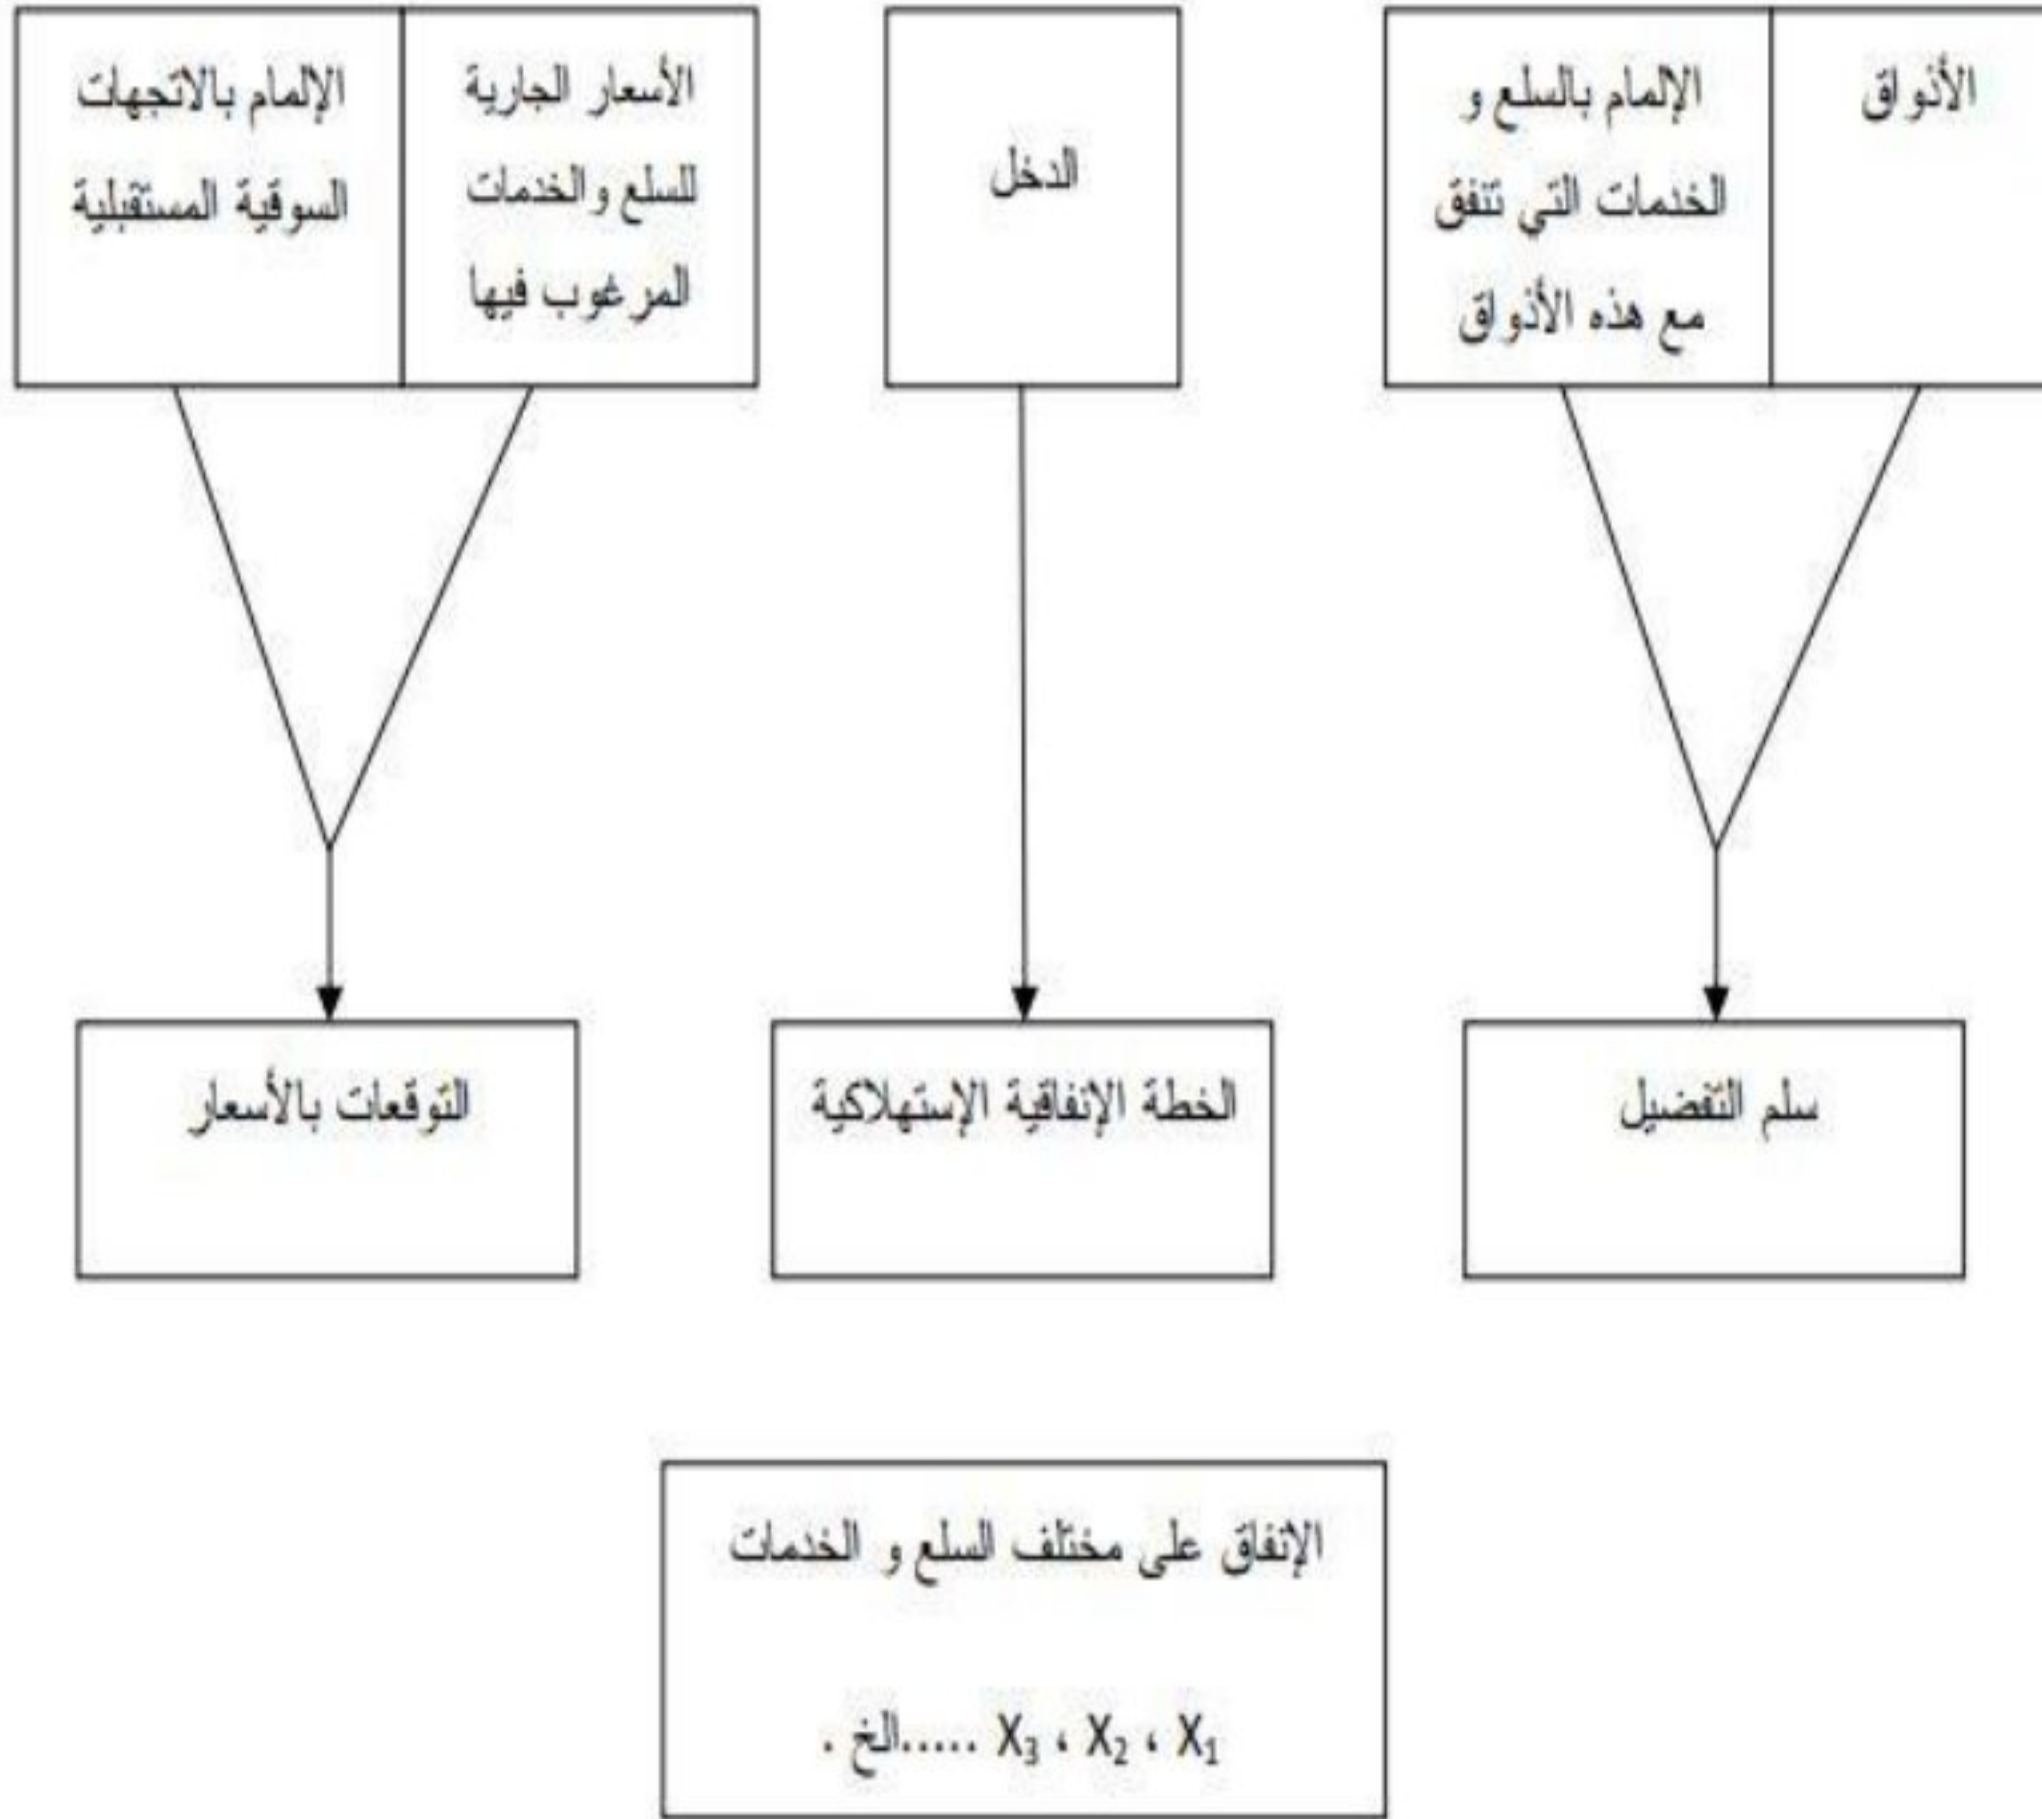 الأذواق
الإلمام بالسلع و
الخدمات التي تتفق
مع هذه الأذواق
الدخل
الأسعار الجارية
للسلع والخدمات
المرغوب فيها
الإلمام بالاتجهات
السوقية المستقبلية
سلم التفضيل
الخطة الإنفاقية الإستهلاكية
التوقعات بالأسعار
الإنفاق على مختلف السلع و الخدمات
X₁ ، X₂ ، X₃ .....الخ .